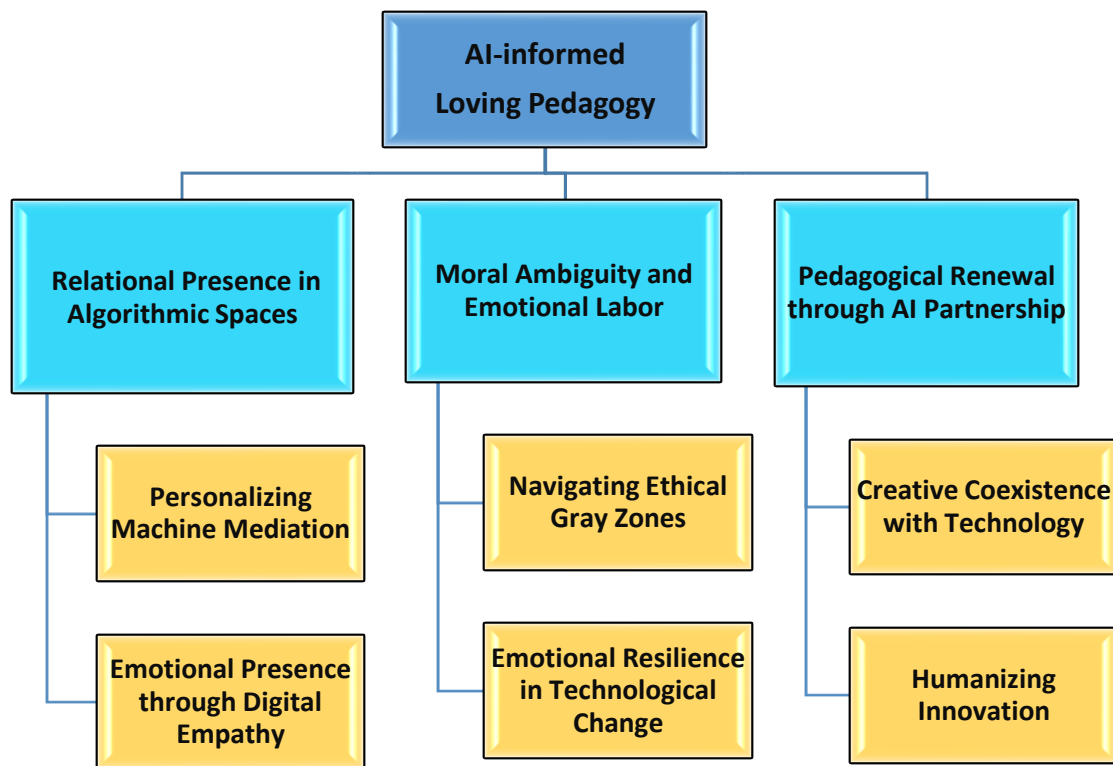 AI-informed
Loving Pedagogy
Relational Presence in
Algorithmic Spaces
Moral Ambiguity and
Emotional Labor
Pedagogical Renewal
through AI Partnership
Personalizing
Machine Mediation
Navigating Ethical
Gray Zones
Creative Coexistence
with Technology
Emotional Presence
through Digital
Empathy
Emotional Resilience
in Technological
Change
Humanizing
Innovation